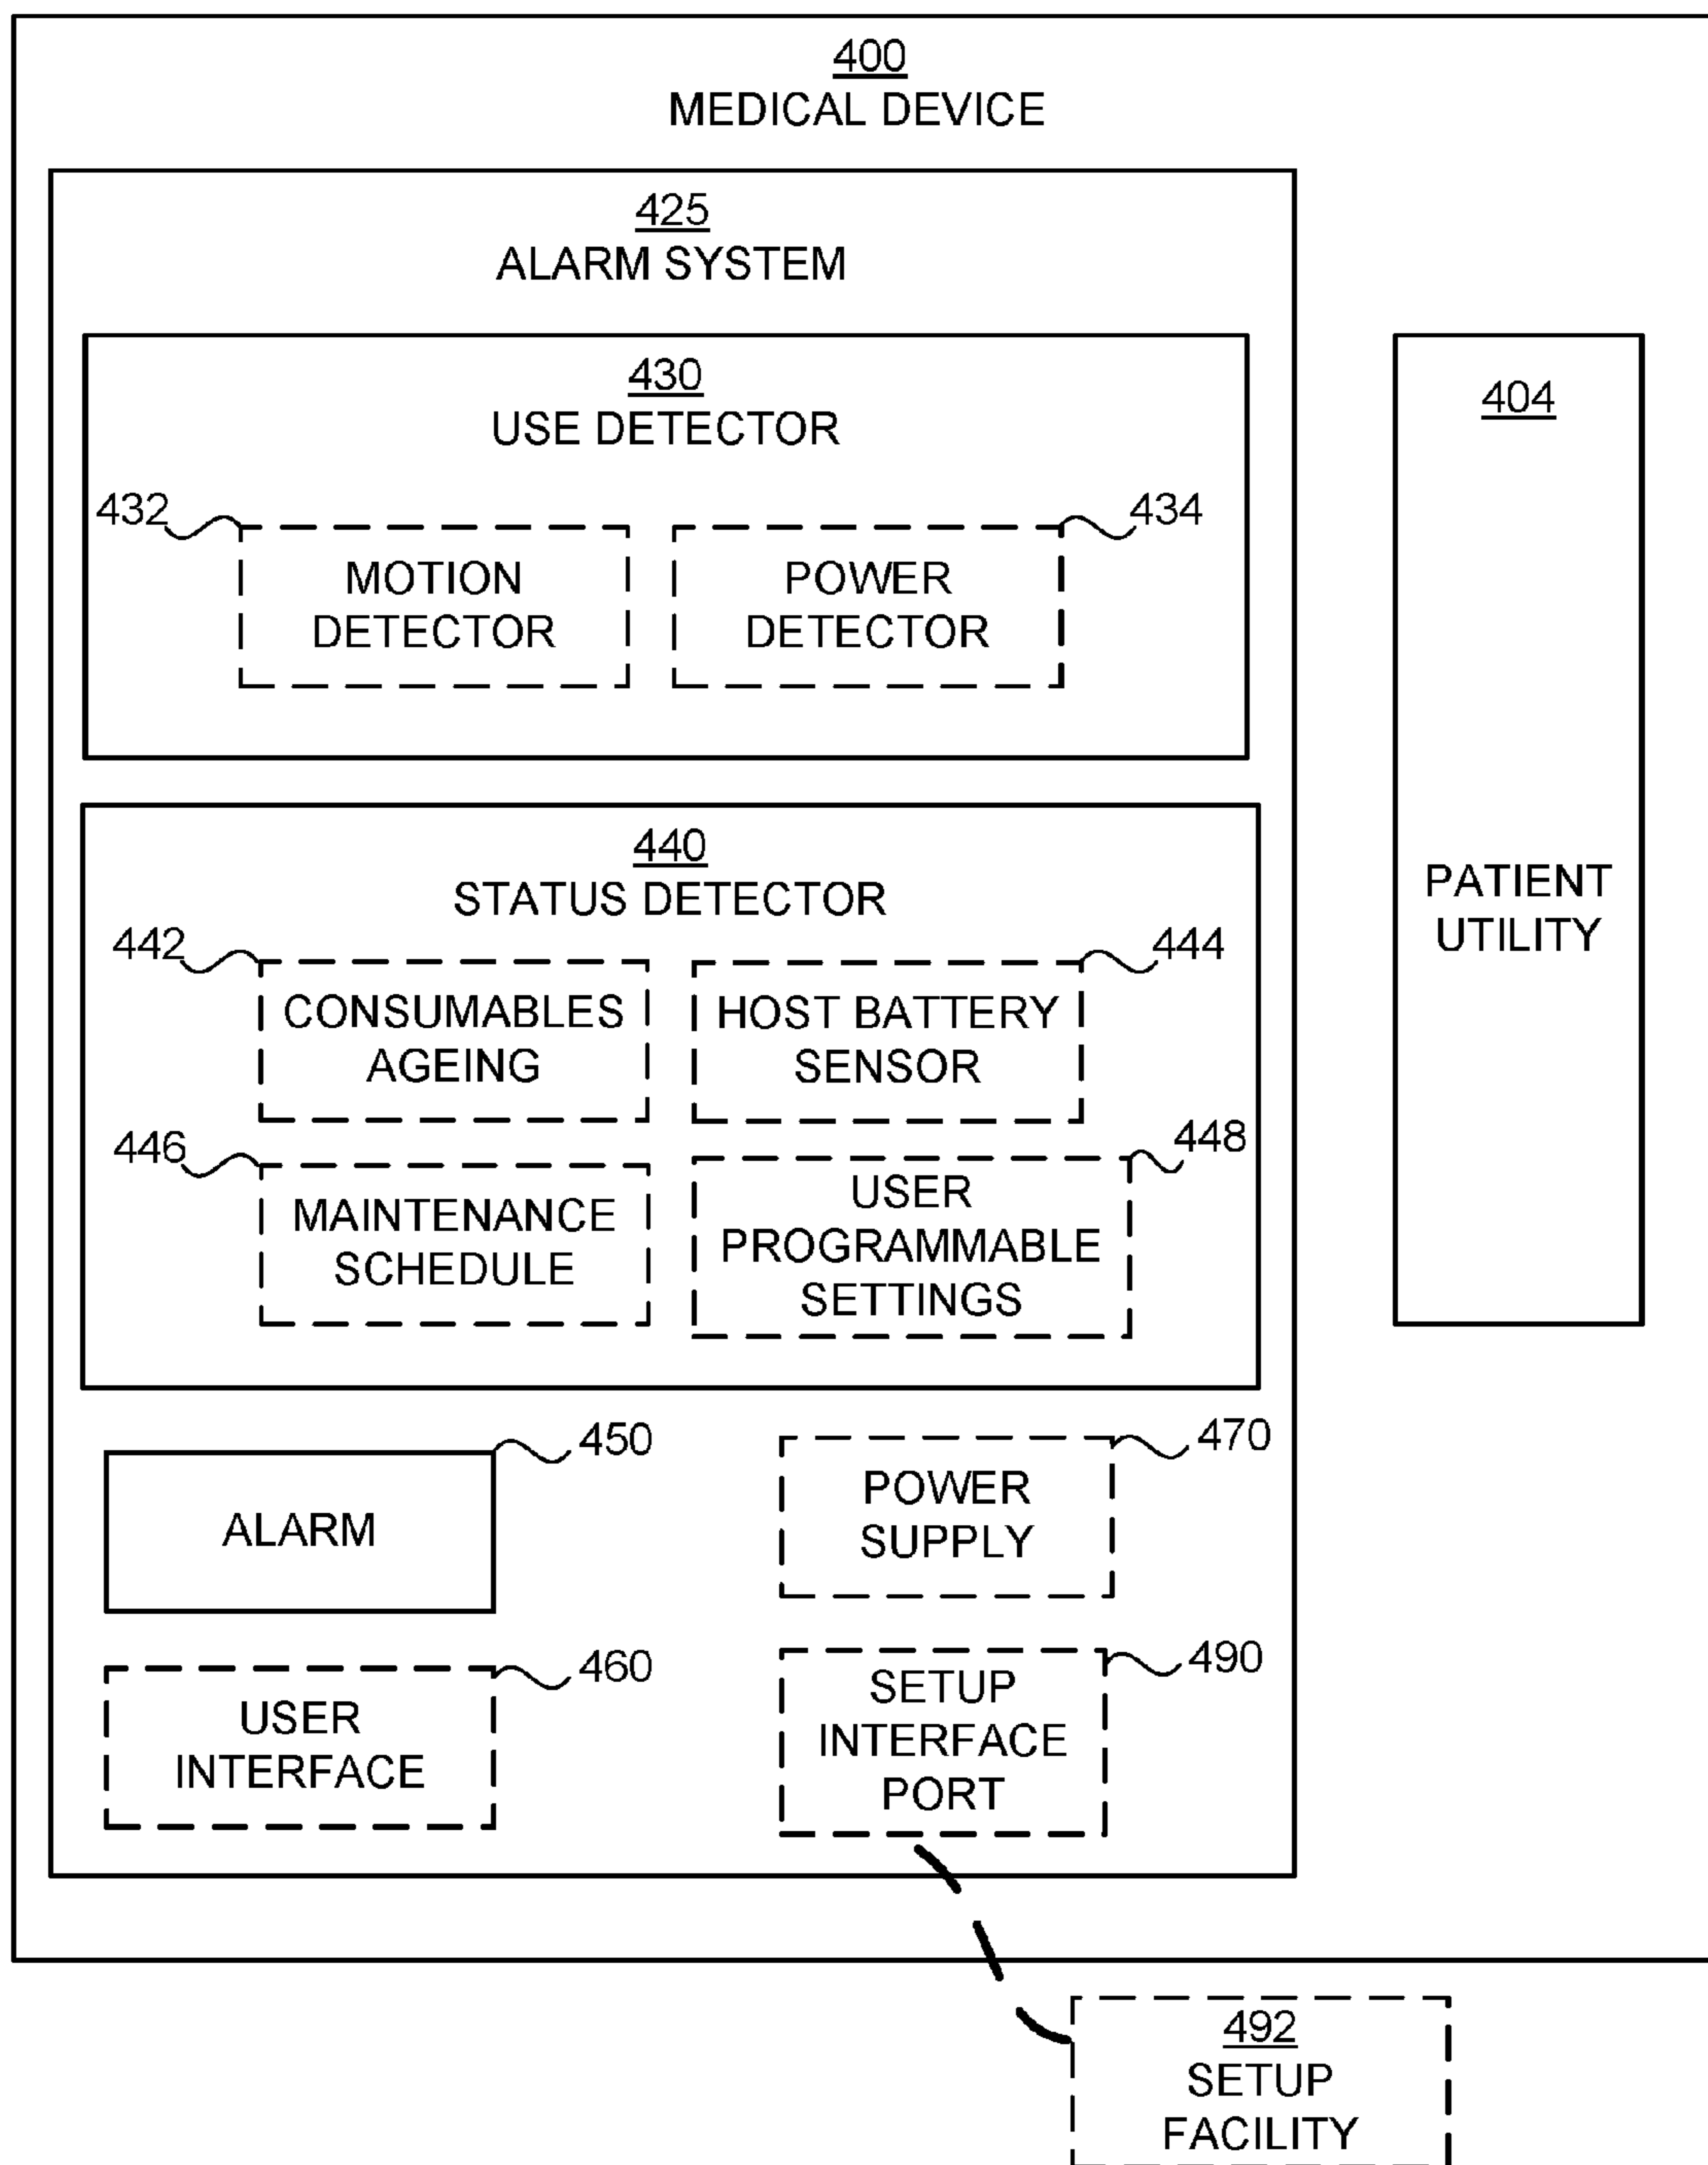 400
MEDICAL DEVICE
425
ALARM SYSTEM
430
USE DETECTOR
432
434
MOTION
DETECTOR
POWER
DETECTOR
404
PATIENT
UTILITY
440
STATUS DETECTOR
442
444
CONSUMABLES
AGEING
HOST BATTERY
SENSOR
446
448
MAINTENANCE
SCHEDULE
USER
PROGRAMMABLE
SETTINGS
450
ALARM
470
POWER
SUPPLY
460
USER
INTERFACE
490
SETUP
INTERFACE
PORT
492
SETUP
FACILITY